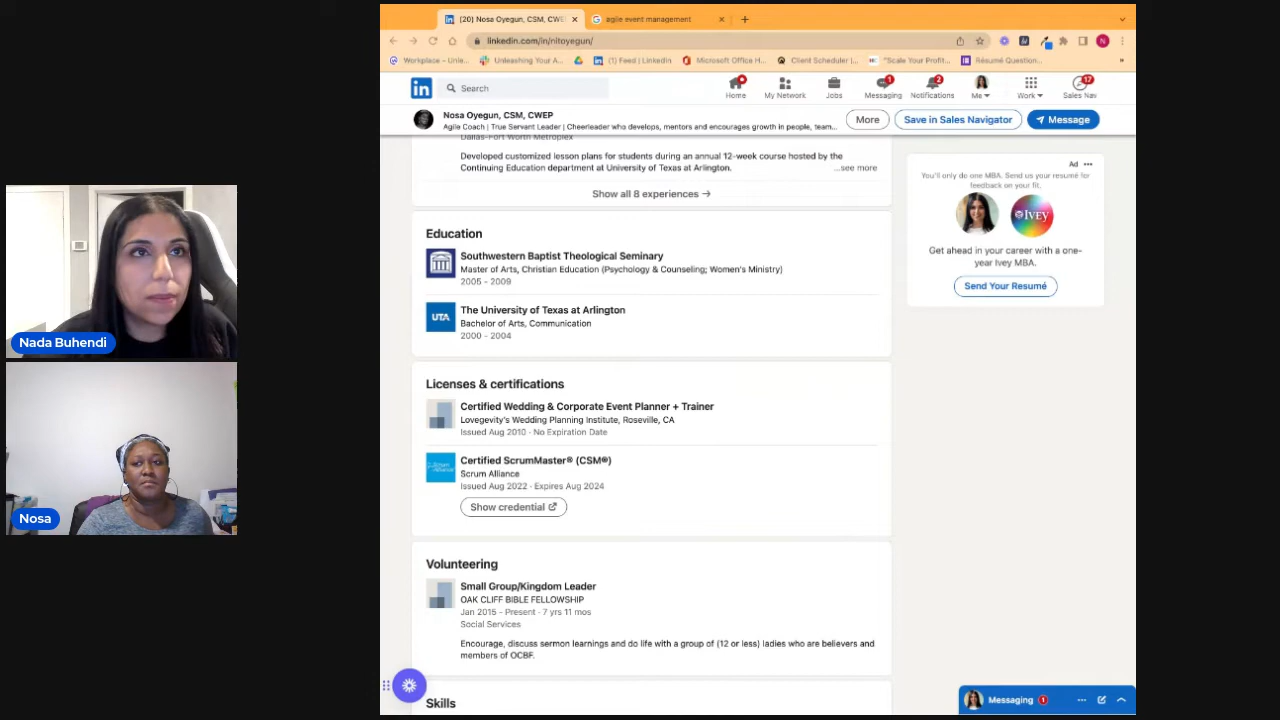 (20) Nosa Oyegun, CSM, CWE
agile event management
linkedin.com/in/nitoyegun/
Workplace – Unle...
Unleashing Your A...
(1) Feed | LinkedIn
Microsoft Office H...
Client Scheduler |...
"Scale Your Profit...
Résumé Question...
Search
Home
My Network
Jobs
1
Messaging
2
Notifications
Me
Work
17
Sales Nav
Nosa Oyegun, CSM, CWEP
Agile Coach | True Servant Leader | Cheerleader who develops, mentors and encourages growth in people, team...
More
Save in Sales Navigator
Message
Dallas-Fort Worth Metroplex
Developed customized lesson plans for students during an annual 12-week course hosted by the
Continuing Education department at University of Texas at Arlington.
...see more
Show all 8 experiences →
Education
Southwestern Baptist Theological Seminary
Master of Arts, Christian Education (Psychology & Counseling; Women's Ministry)
2005 - 2009
UTA
The University of Texas at Arlington
Bachelor of Arts, Communication
2000 - 2004
Licenses & certifications
Certified Wedding & Corporate Event Planner + Trainer
Lovegevity's Wedding Planning Institute, Roseville, CA
Issued Aug 2010 · No Expiration Date
Certified ScrumMaster® (CSM®)
Scrum Alliance
Issued Aug 2022 · Expires Aug 2024
Show credential
Volunteering
Small Group/Kingdom Leader
OAK CLIFF BIBLE FELLOWSHIP
Jan 2015 - Present · 7 yrs 11 mos
Social Services
Encourage, discuss sermon learnings and do life with a group of (12 or less) ladies who are believers and
members of OCBF.
Skills
Ad
You'll only do one MBA. Send us your resume for
feedback on your fit.
IVEY
Get ahead in your career with a one-
year Ivey MBA.
Send Your Resumé
Messaging 1
Nada Buhendi
Nosa